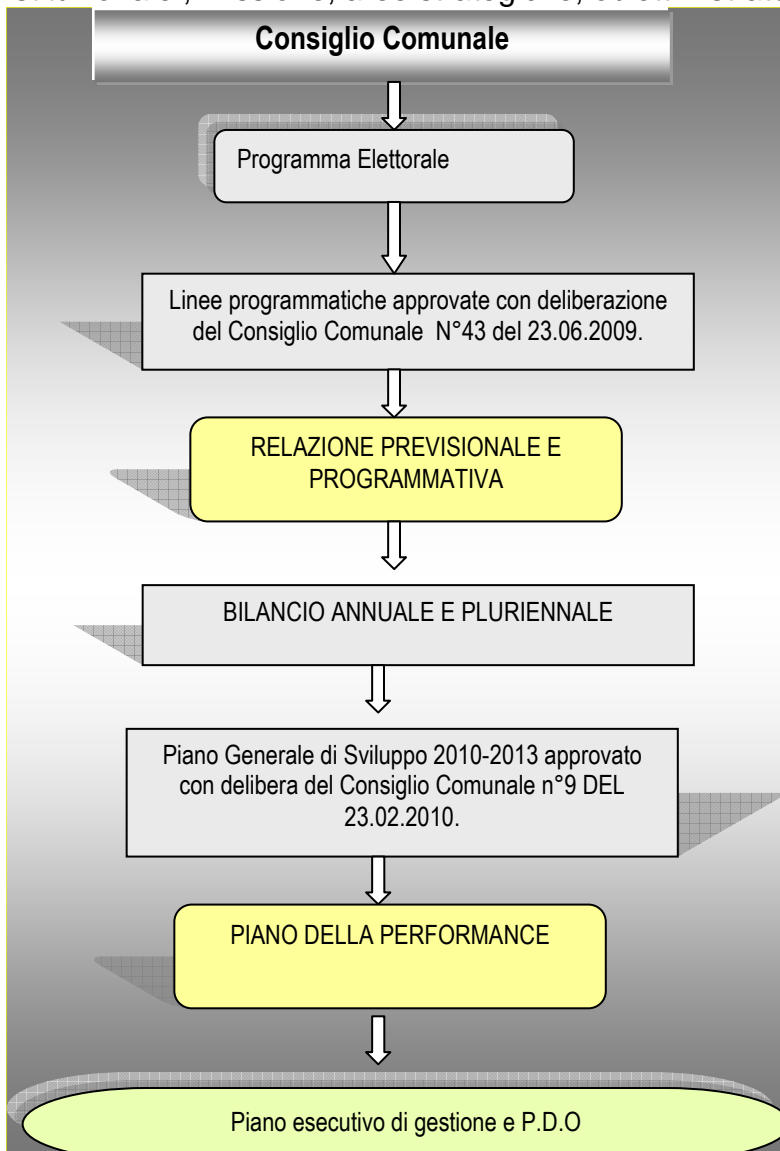 Consiglio Comunale
Programma Elettorale
Linee programmatiche approvate con deliberazione
del Consiglio Comunale N°43 del 23.06.2009.
RELAZIONE PREVISIONALE E
PROGRAMMATIVA
BILANCIO ANNUALE E PLURIENNALE
Piano Generale di Sviluppo 2010-2013 approvato
con delibera del Consiglio Comunale n°9 DEL
23.02.2010.
PIANO DELLA PERFORMANCE
Piano esecutivo di gestione e P.D.O